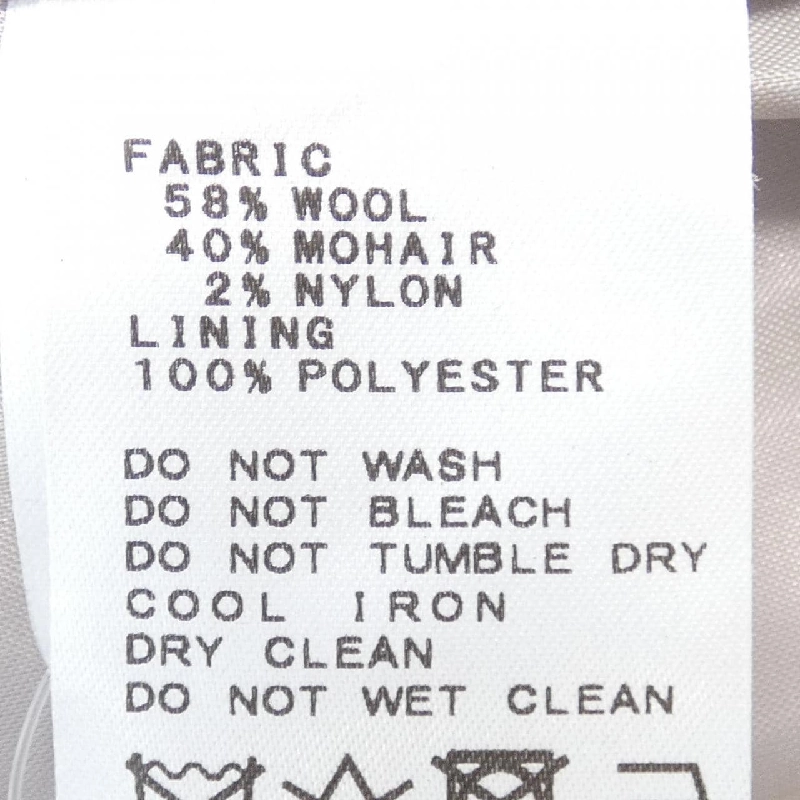 FABRIC
58% WOOL
40% MOHAIR
2% NYLON
LINING
100% POLYESTER
DO NOT WASH
DO NOT BLEACH
DO NOT TUMBLE DRY
COOL IRON
DRY CLEAN
DO NOT WET CLEAN